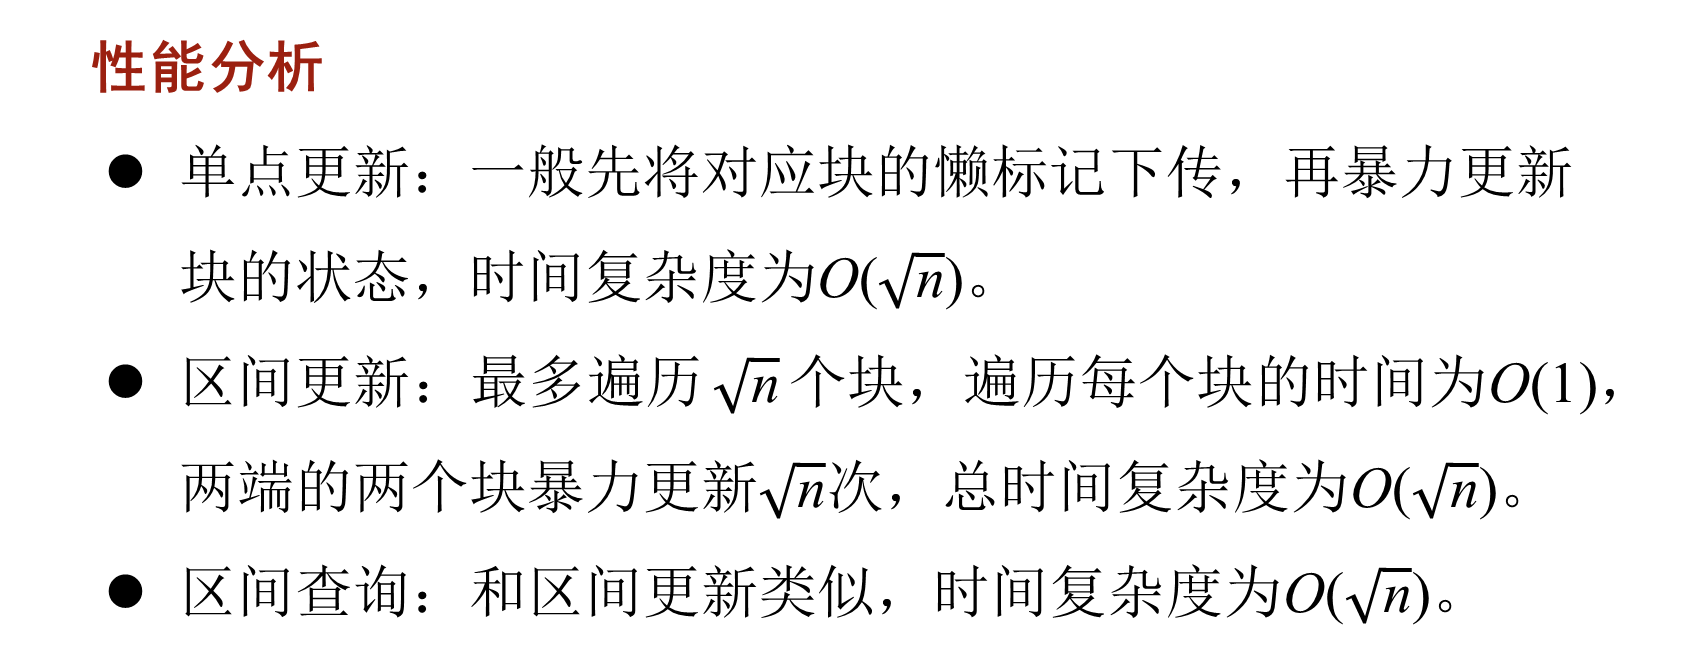 性能分析
● 单点更新：一般先将对应块的懒标记下传，再暴力更新
块的状态，时间复杂度为O(√n)。
● 区间更新：最多遍历√n个块，遍历每个块的时间为O(1)，
两端的两个块暴力更新√n次，总时间复杂度为O(√n)。
● 区间查询：和区间更新类似，时间复杂度为O(√n)。